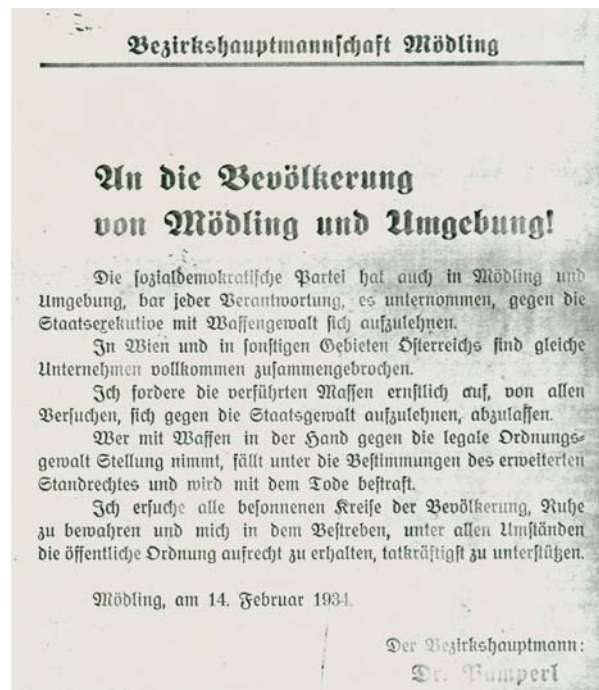 Bezirkshauptmannschaft Mödling
An die Bevölkerung
von Mödling und Umgebung!
Die sozialdemokratische Partei hat auch in Mödling und
Umgebung, bar jeder Verantwortung, es unternommen, gegen die
Staatsexekutive mit Waffengewalt sich aufzulehnen.
In Wien und in sonstigen Gebieten Österreichs sind gleiche
Unternehmen vollkommen zusammengebrochen.
Ich fordere die verführten Massen ernstlich auf, von allen
Versuchen, sich gegen die Staatsgewalt aufzulehnen, abzulassen.
Wer mit Waffen in der Hand gegen die legale Ordnungs-
gewalt Stellung nimmt, fällt unter die Bestimmungen des erweiterten
Standrechtes und wird mit dem Tode bestraft.
Ich ersuche alle besonnenen Kreise der Bevölkerung, Ruhe
zu bewahren und mich in dem Bestreben, unter allen Umständen
die öffentliche Ordnung aufrecht zu erhalten, tatkräftigst zu unterstützen.
Mödling, am 14. Februar 1934.
Der Bezirkshauptmann:
Dr. Pamperl